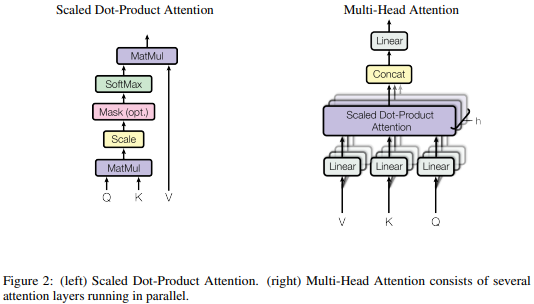 Scaled Dot-Product Attention
MatMul
SoftMax
Mask (opt.)
Scale
MatMul
Q K V
Multi-Head Attention
Linear
Concat
Scaled Dot-Product
Attention
h
Linear Linear Linear
V K Q
Figure 2: (left) Scaled Dot-Product Attention. (right) Multi-Head Attention consists of several
attention layers running in parallel.